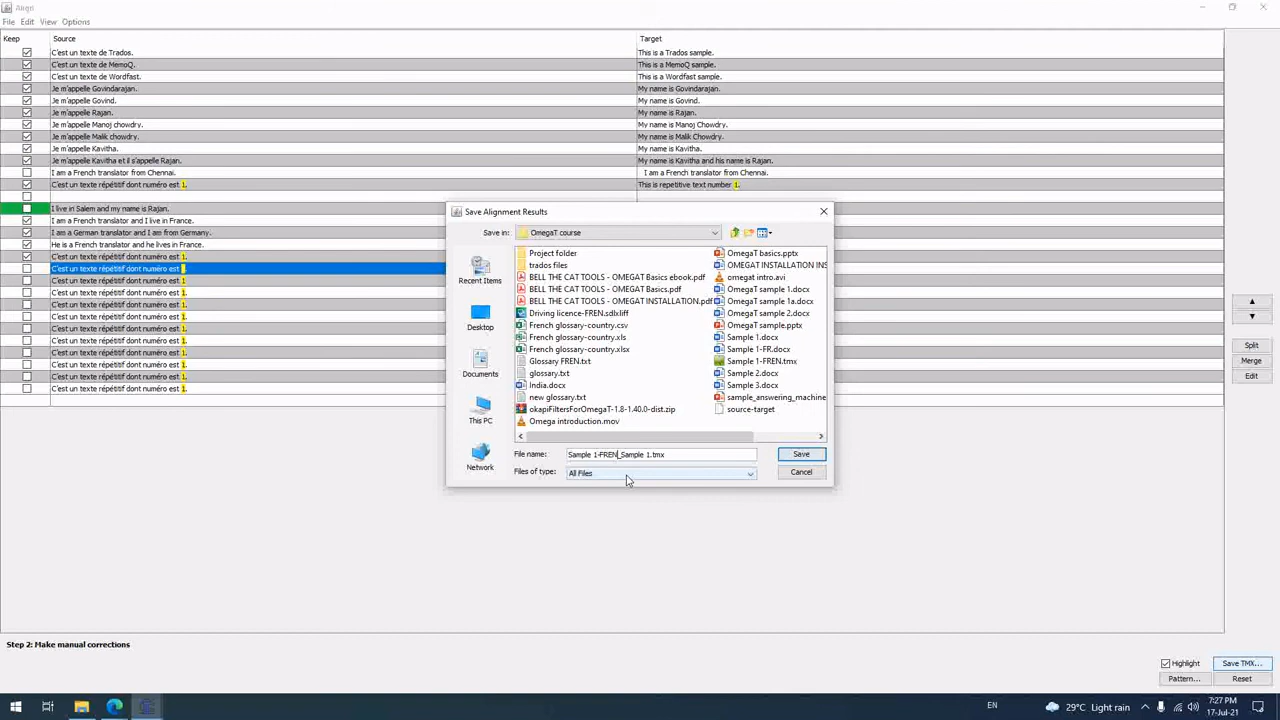 Align
File Edit View Options
Keep Source Target
C'est un texte de Trados. This is a Trados sample.
C'est un texte de MemoQ. This is a MemoQ sample.
C'est un texte de Wordfast. This is a Wordfast sample.
Je m'appelle Govindarajan. My name is Govindarajan.
Je m'appelle Govind. My name is Govind.
Je m'appelle Rajan. My name is Rajan.
Je m'appelle Manoj chowdry. My name is Manoj Chowdry.
Je m'appelle Malik chowdry. My name is Malik Chowdry.
Je m'appelle Kavitha. My name is Kavitha.
Je m'appelle Kavitha et il s'appelle Rajan. My name is Kavitha and his name is Rajan.
I am a French translator from Chennai. I am a French translator from Chennai.
C'est un texte répétitif dont numéro est 1. This is repetitive text number 1.
I live in Salem and my name is Rajan.
I am a French translator and I live in France.
I am a German translator and I am from Germany.
He is a French translator and he lives in France.
C'est un texte répétitif dont numéro est 1.
C'est un texte répétitif dont numéro est 1.
C'est un texte répétitif dont numéro est 1.
C'est un texte répétitif dont numéro est 1.
C'est un texte répétitif dont numéro est 1.
C'est un texte répétitif dont numéro est 1.
C'est un texte répétitif dont numéro est 1.
C'est un texte répétitif dont numéro est 1.
C'est un texte répétitif dont numéro est 1.
C'est un texte répétitif dont numéro est 1.
C'est un texte répétitif dont numéro est 1.
C'est un texte répétitif dont numéro est 1.
Save Alignment Results
Save in: OmegaT course
Recent Items
Desktop
Documents
This PC
Network
Project folder
trados files
BELL THE CAT TOOLS - OMEGAT Basics ebook.pdf
BELL THE CAT TOOLS - OMEGAT Basics.pdf
BELL THE CAT TOOLS - OMEGAT INSTALLATION.pdf
Driving licence-FREN.sdlxliff
French glossary-country.csv
French glossary-country.xls
French glossary-country.xlsx
Glossary FREN.txt
glossary.txt
India.docx
new glossary.txt
okapiFiltersForOmegaT-1.8-1.40.0-dist.zip
Omega introduction.mov
OmegaT basics.pptx
OMEGAT INSTALLATION INS
omegat intro.avi
OmegaT sample 1.docx
OmegaT sample 1a.docx
OmegaT sample 2.docx
OmegaT sample.pptx
Sample 1.docx
Sample 1-FR.docx
Sample 1-FREN.tmx
Sample 2.docx
Sample 3.docx
sample_answering_machine
source-target
File name: Sample 1-FREN_Sample 1.tmx Save
Files of type: All Files Cancel
Split
Merge
Edit
Step 2: Make manual corrections
Highlight Save TMX...
Pattern... Reset
EN 29°C Light rain 7:27 PM
17-Jul-21